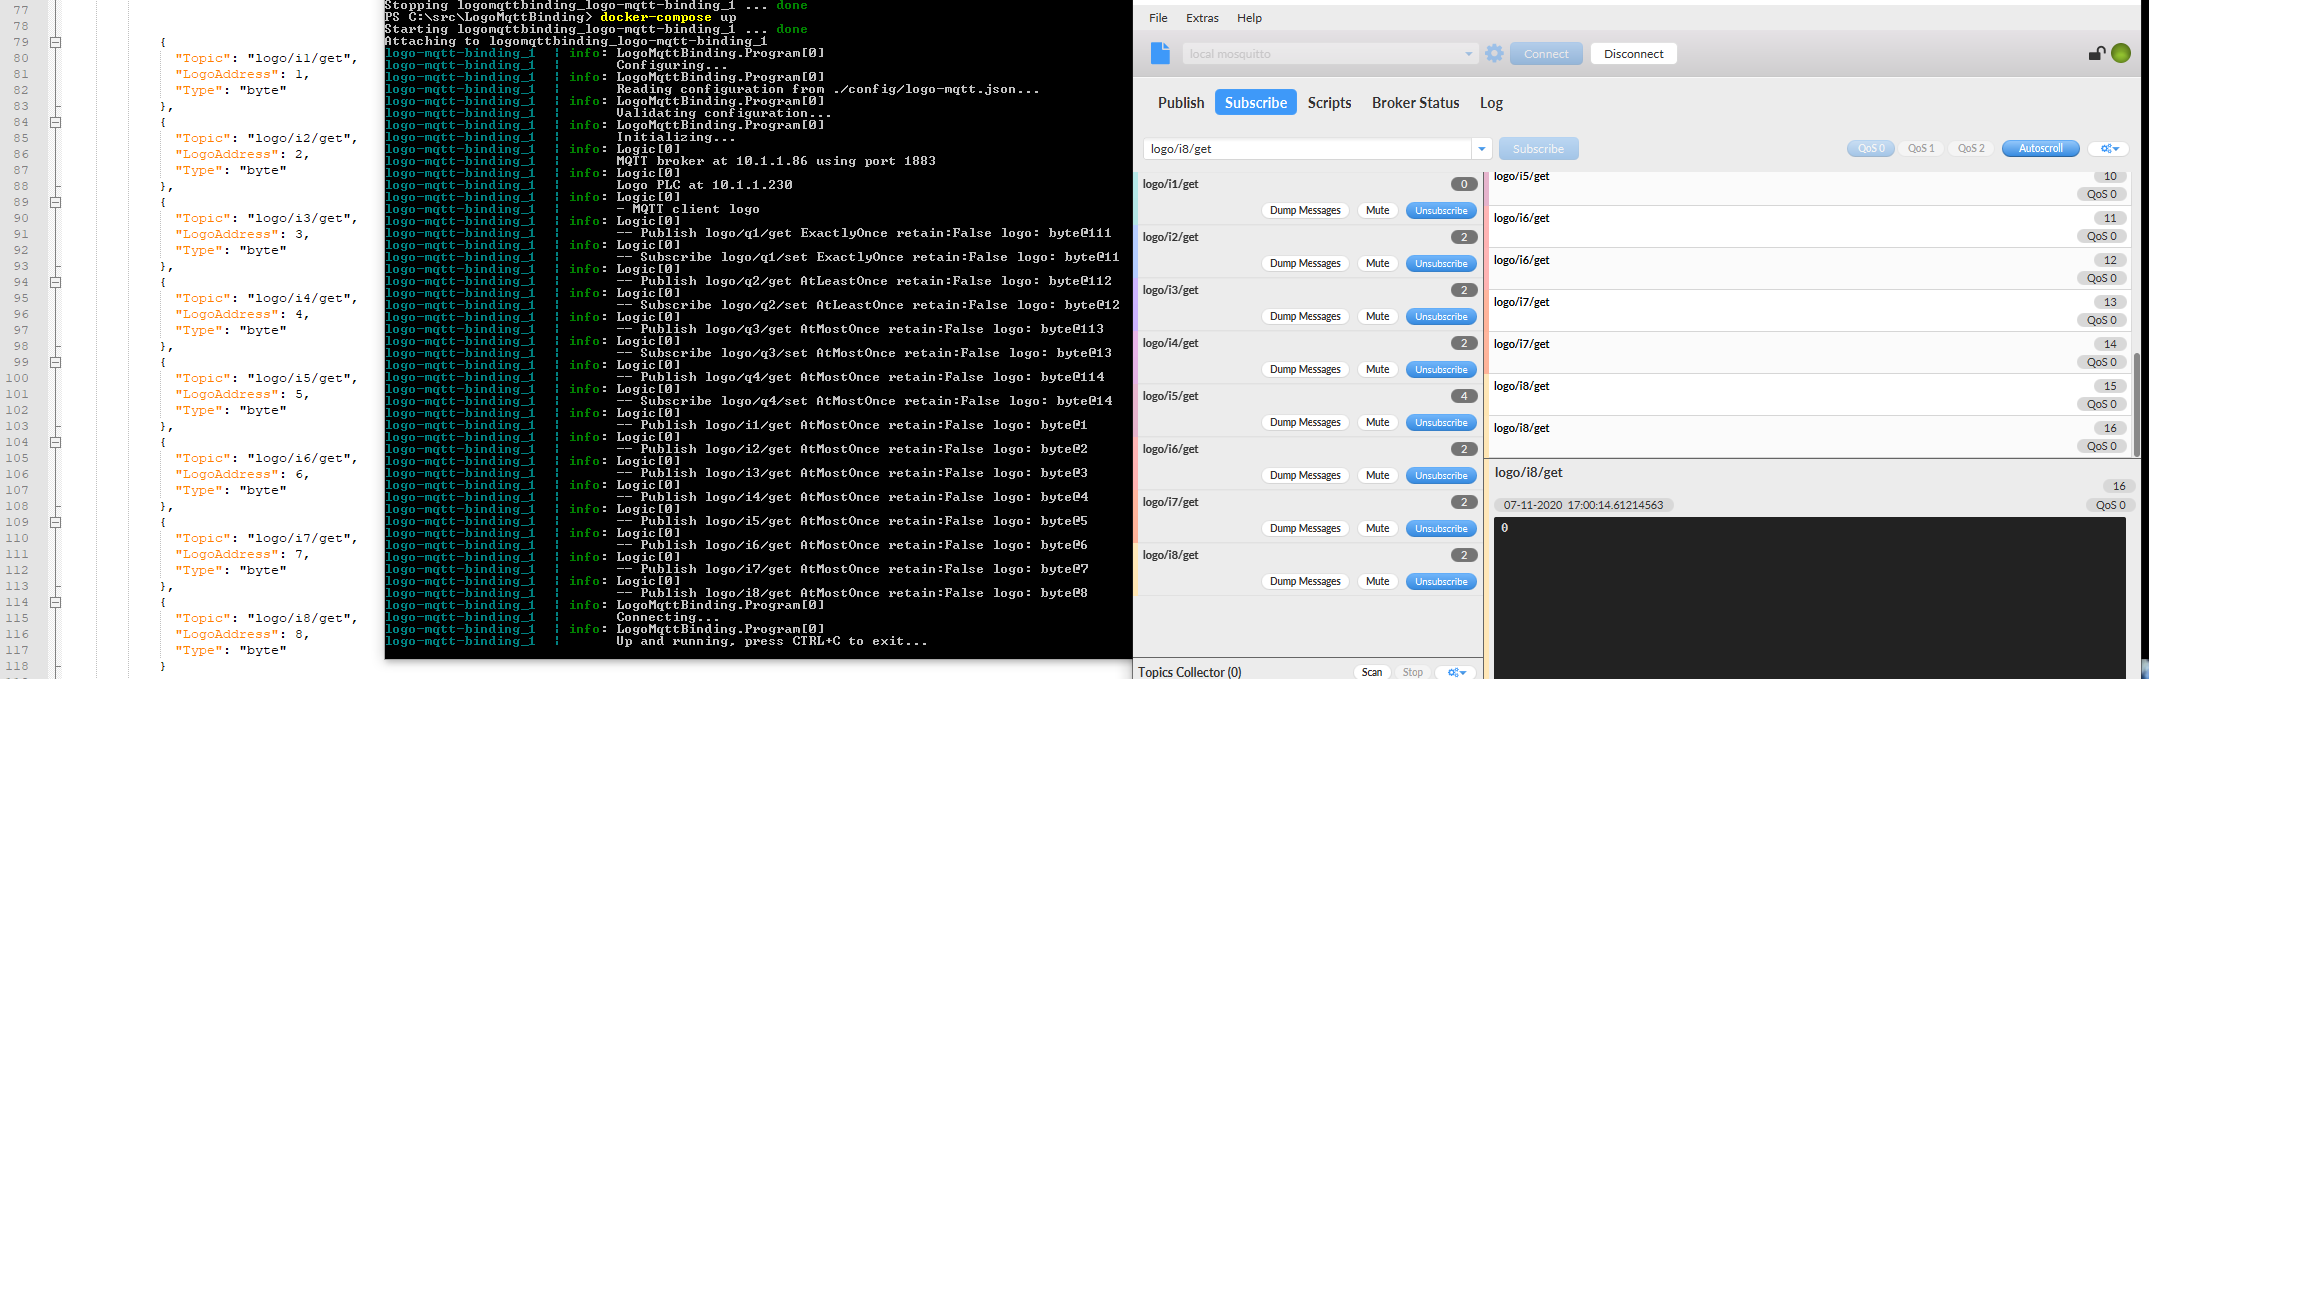 77
78
79 {
80 "Topic": "logo/i1/get",
81 "LogoAddress": 1,
82 "Type": "byte"
83 },
84 {
85 "Topic": "logo/i2/get",
86 "LogoAddress": 2,
87 "Type": "byte"
88 },
89 {
90 "Topic": "logo/i3/get",
91 "LogoAddress": 3,
92 "Type": "byte"
93 },
94 {
95 "Topic": "logo/i4/get",
96 "LogoAddress": 4,
97 "Type": "byte"
98 },
99 {
100 "Topic": "logo/i5/get",
101 "LogoAddress": 5,
102 "Type": "byte"
103 },
104 {
105 "Topic": "logo/i6/get",
106 "LogoAddress": 6,
107 "Type": "byte"
108 },
109 {
110 "Topic": "logo/i7/get",
111 "LogoAddress": 7,
112 "Type": "byte"
113 },
114 {
115 "Topic": "logo/i8/get",
116 "LogoAddress": 8,
117 "Type": "byte"
118 }
Stopping logomqttbinding_logo-mqtt-binding_1 ... done
PS C:\src\LogoMqttBinding> docker-compose up
Starting logomqttbinding_logo-mqtt-binding_1 ... done
Attaching to logomqttbinding_logo-mqtt-binding_1
logo-mqtt-binding_1 ¦ info: LogoMqttBinding.Program[0]
logo-mqtt-binding_1 ¦ Configuring...
logo-mqtt-binding_1 ¦ info: LogoMqttBinding.Program[0]
logo-mqtt-binding_1 ¦ Reading configuration from ./config/logo-mqtt.json...
logo-mqtt-binding_1 ¦ info: LogoMqttBinding.Program[0]
logo-mqtt-binding_1 ¦ Validating configuration...
logo-mqtt-binding_1 ¦ info: LogoMqttBinding.Program[0]
logo-mqtt-binding_1 ¦ Initializing...
logo-mqtt-binding_1 ¦ info: Logic[0]
logo-mqtt-binding_1 ¦ MQTT broker at 10.1.1.86 using port 1883
logo-mqtt-binding_1 ¦ info: Logic[0]
logo-mqtt-binding_1 ¦ Logo PLC at 10.1.1.230
logo-mqtt-binding_1 ¦ info: Logic[0]
logo-mqtt-binding_1 ¦ - MQTT client logo
logo-mqtt-binding_1 ¦ info: Logic[0]
logo-mqtt-binding_1 ¦ -- Publish logo/q1/get ExactlyOnce retain:False logo: byte@111
logo-mqtt-binding_1 ¦ info: Logic[0]
logo-mqtt-binding_1 ¦ -- Subscribe logo/q1/set ExactlyOnce retain:False logo: byte@11
logo-mqtt-binding_1 ¦ info: Logic[0]
logo-mqtt-binding_1 ¦ -- Publish logo/q2/get AtLeastOnce retain:False logo: byte@112
logo-mqtt-binding_1 ¦ info: Logic[0]
logo-mqtt-binding_1 ¦ -- Subscribe logo/q2/set AtLeastOnce retain:False logo: byte@12
logo-mqtt-binding_1 ¦ info: Logic[0]
logo-mqtt-binding_1 ¦ -- Publish logo/q3/get AtMostOnce retain:False logo: byte@113
logo-mqtt-binding_1 ¦ info: Logic[0]
logo-mqtt-binding_1 ¦ -- Subscribe logo/q3/set AtMostOnce retain:False logo: byte@13
logo-mqtt-binding_1 ¦ info: Logic[0]
logo-mqtt-binding_1 ¦ -- Publish logo/q4/get AtMostOnce retain:False logo: byte@114
logo-mqtt-binding_1 ¦ info: Logic[0]
logo-mqtt-binding_1 ¦ -- Subscribe logo/q4/set AtMostOnce retain:False logo: byte@14
logo-mqtt-binding_1 ¦ info: Logic[0]
logo-mqtt-binding_1 ¦ -- Publish logo/i1/get AtMostOnce retain:False logo: byte@1
logo-mqtt-binding_1 ¦ info: Logic[0]
logo-mqtt-binding_1 ¦ -- Publish logo/i2/get AtMostOnce retain:False logo: byte@2
logo-mqtt-binding_1 ¦ info: Logic[0]
logo-mqtt-binding_1 ¦ -- Publish logo/i3/get AtMostOnce retain:False logo: byte@3
logo-mqtt-binding_1 ¦ info: Logic[0]
logo-mqtt-binding_1 ¦ -- Publish logo/i4/get AtMostOnce retain:False logo: byte@4
logo-mqtt-binding_1 ¦ info: Logic[0]
logo-mqtt-binding_1 ¦ -- Publish logo/i5/get AtMostOnce retain:False logo: byte@5
logo-mqtt-binding_1 ¦ info: Logic[0]
logo-mqtt-binding_1 ¦ -- Publish logo/i6/get AtMostOnce retain:False logo: byte@6
logo-mqtt-binding_1 ¦ info: Logic[0]
logo-mqtt-binding_1 ¦ -- Publish logo/i7/get AtMostOnce retain:False logo: byte@7
logo-mqtt-binding_1 ¦ info: Logic[0]
logo-mqtt-binding_1 ¦ -- Publish logo/i8/get AtMostOnce retain:False logo: byte@8
logo-mqtt-binding_1 ¦ info: LogoMqttBinding.Program[0]
logo-mqtt-binding_1 ¦ Connecting...
logo-mqtt-binding_1 ¦ info: LogoMqttBinding.Program[0]
logo-mqtt-binding_1 ¦ Up and running, press CTRL+C to exit...
File Extras Help
local mosquitto Connect Disconnect
Publish Subscribe Scripts Broker Status Log
logo/i8/get Subscribe QoS 0 QoS 1 QoS 2 Autoscroll
logo/i1/get 0
Dump Messages Mute Unsubscribe
logo/i2/get 2
Dump Messages Mute Unsubscribe
logo/i3/get 2
Dump Messages Mute Unsubscribe
logo/i4/get 2
Dump Messages Mute Unsubscribe
logo/i5/get 4
Dump Messages Mute Unsubscribe
logo/i6/get 2
Dump Messages Mute Unsubscribe
logo/i7/get 2
Dump Messages Mute Unsubscribe
logo/i8/get 2
Dump Messages Mute Unsubscribe
Topics Collector (0) Scan Stop
logo/i5/get 10
QoS 0
logo/i6/get 11
QoS 0
logo/i6/get 12
QoS 0
logo/i7/get 13
QoS 0
logo/i7/get 14
QoS 0
logo/i8/get 15
QoS 0
logo/i8/get 16
QoS 0
logo/i8/get
16
07-11-2020 17:00:14.61214563 QoS 0
0